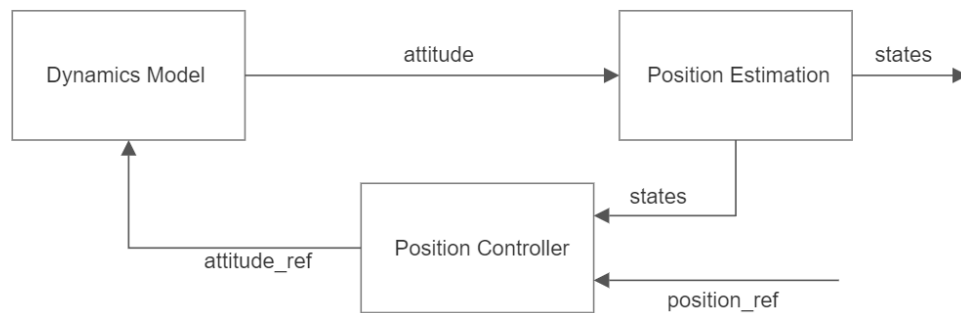 attitude
states
Dynamics Model
Position Estimation
states
Position Controller
attitude_ref
position_ref